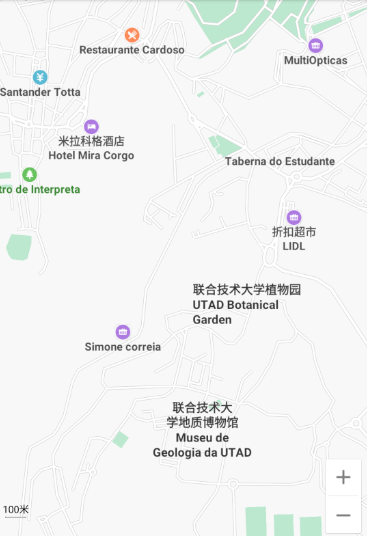 Restaurante Cardoso
MultiOpticas
Santander Totta
米拉科格酒店
Hotel Mira Corgo
Taberna do Estudante
tro de Interpreta
折扣超市
LIDL
联合技术大学植物园
UTAD Botanical
Garden
Simone correia
联合技术大
学地质博物馆
Museu de
Geologia da UTAD
100米